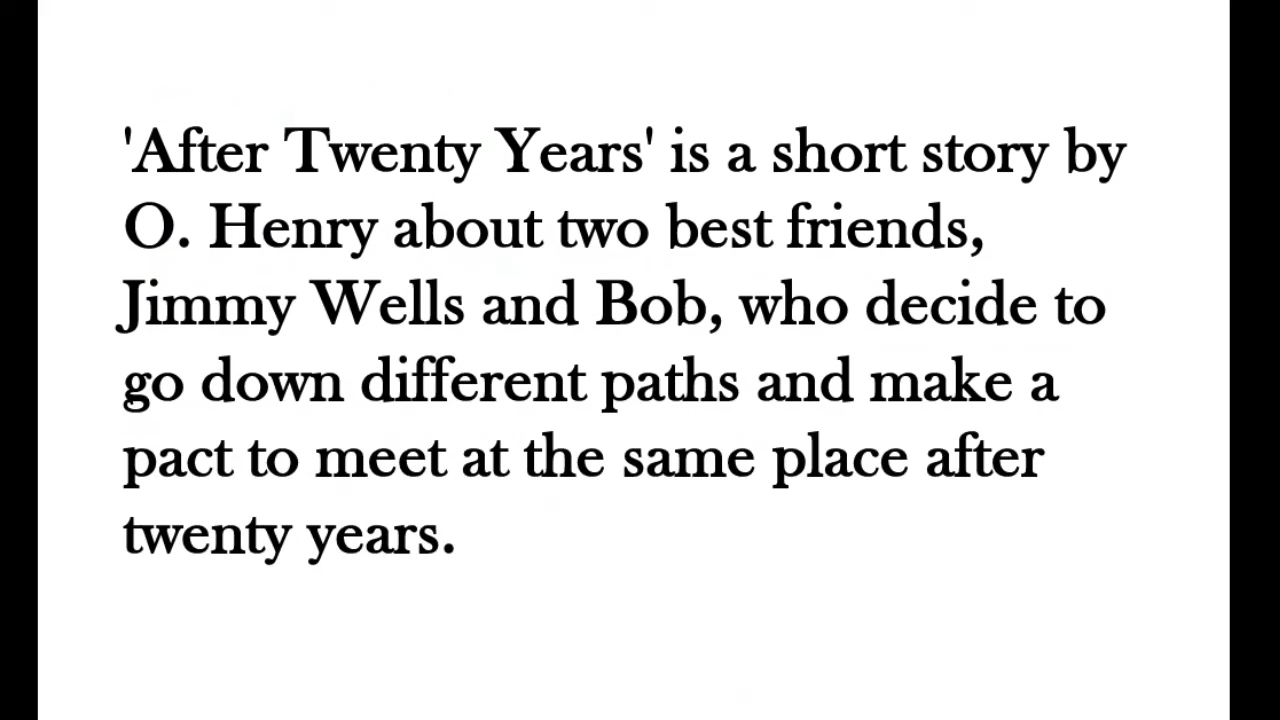 'After Twenty Years' is a short story by
O. Henry about two best friends,
Jimmy Wells and Bob, who decide to
go down different paths and make a
pact to meet at the same place after
twenty years.